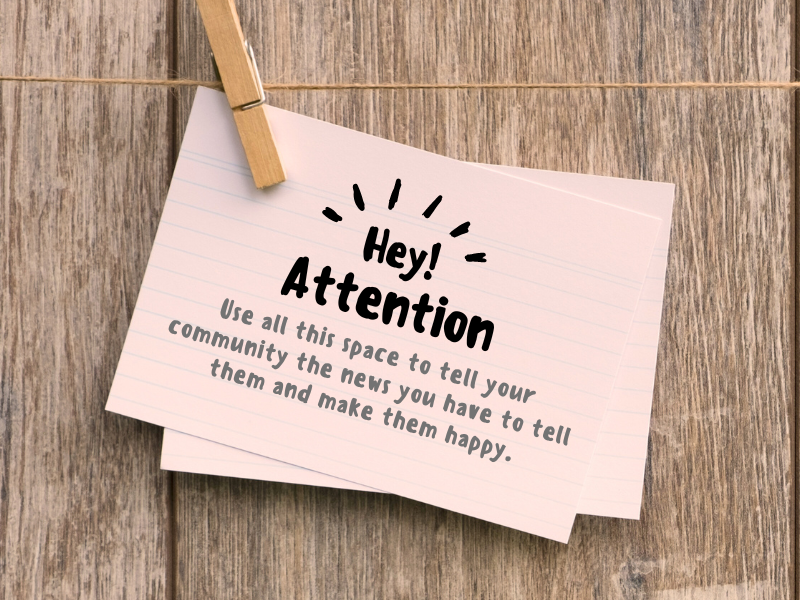 Hey!
Attention
Use all this space to tell your
community the news you have to tell
them and make them happy.